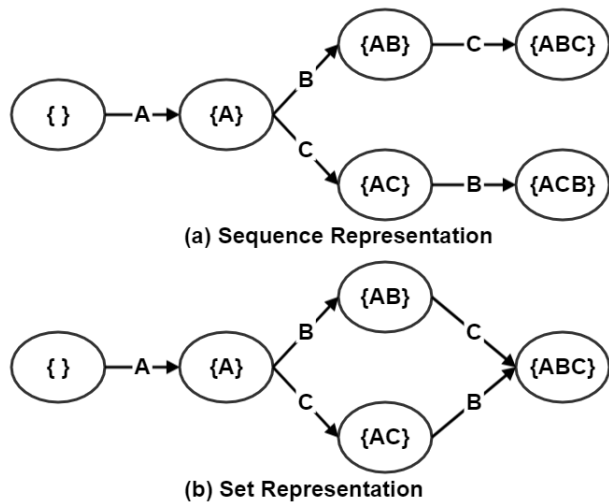 {AB} C {ABC}
B
{ } A {A}
C
{AC} B {ACB}
(a) Sequence Representation
{AB}
B C
{ } A {A} {ABC}
C B
{AC}
(b) Set Representation